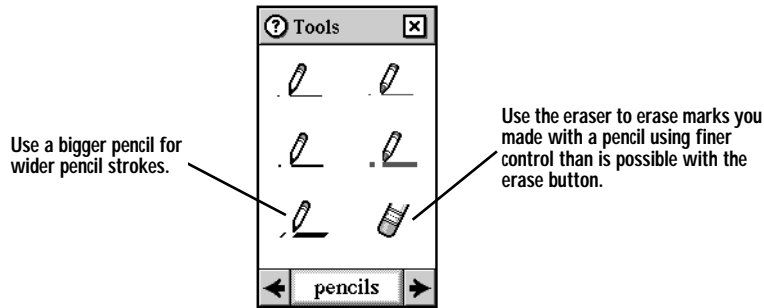 Tools
Use a bigger pencil for
wider pencil strokes.
Use the eraser to erase marks you
made with a pencil using finer
control than is possible with the
erase button.
pencils